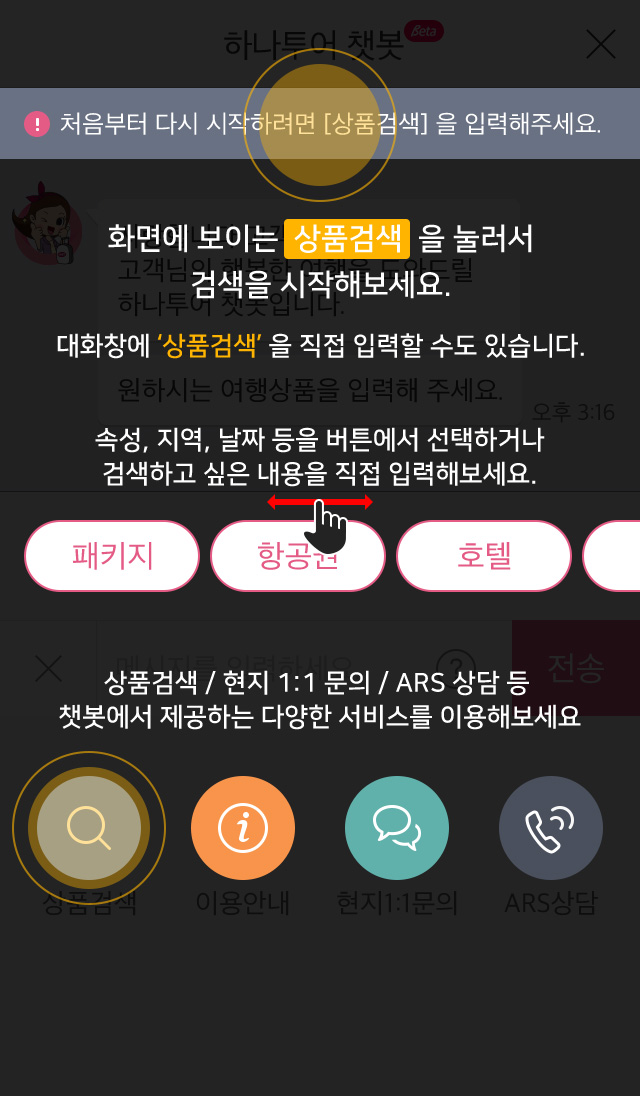 하나투어 챗봇 Beta
처음부터 다시 시작하려면 [상품검색] 을 입력해주세요.
화면에 보이는 상품검색 을 눌러서
고객님의 행복한 여행을 도와드릴
검색을 시작해보세요.
하나투어 챗봇입니다.
대화창에 ‘상품검색’ 을 직접 입력할 수도 있습니다.
원하시는 여행상품을 입력해 주세요.
오후 3:16
속성, 지역, 날짜 등을 버튼에서 선택하거나
검색하고 싶은 내용을 직접 입력해보세요.
패키지 항공권 호텔
메시지를 입력하세요
전송
상품검색 / 현지 1:1 문의 / ARS 상담 등
챗봇에서 제공하는 다양한 서비스를 이용해보세요
상품검색 이용안내 현지1:1문의 ARS상담